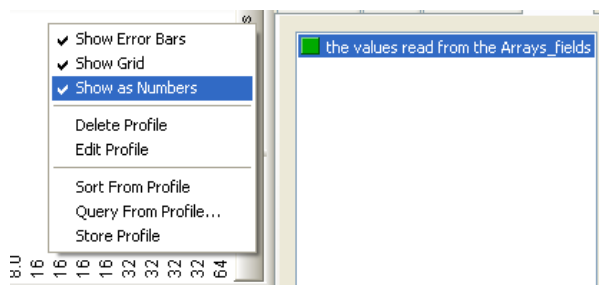 Show Error Bars
Show Grid
Show as Numbers
Delete Profile
Edit Profile
Sort From Profile
Query From Profile...
Store Profile
8.0
16
16
16
16
32
32
32
32
64
the values read from the Arrays_fields